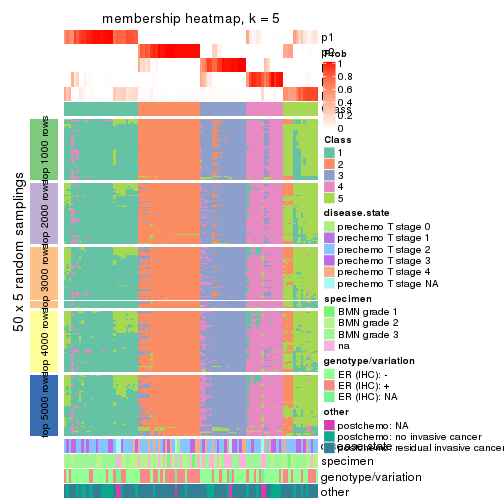 membership heatmap, k = 5
p1
p2
Prob
1
0.8
0.6
0.4
0.2
0
Class
1
2
3
4
5
disease.state
prechemo T stage 0
prechemo T stage 1
prechemo T stage 2
prechemo T stage 3
prechemo T stage 4
prechemo T stage NA
specimen
BMN grade 1
BMN grade 2
BMN grade 3
na
genotype/variation
ER (IHC): -
ER (IHC): +
ER (IHC): NA
other
postchemo: NA
postchemo: no invasive cancer
postchemo: residual invasive cancer
50 x 5 random samplings
top 1000 rows
top 2000 rows
top 3000 rows
top 4000 rows
top 5000 rows
disease.state
specimen
genotype/variation
other